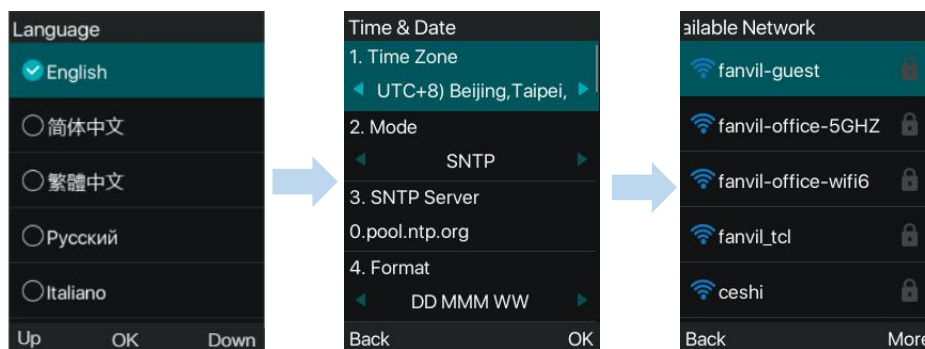 Language
English
简体中文
繁體中文
Русский
Italiano
Up OK Down
Time & Date
1. Time Zone
UTC+8) Beijing,Taipei,
2. Mode
SNTP
3. SNTP Server
0.pool.ntp.org
4. Format
DD MMM WW
Back OK
ailable Network
fanvil-guest
fanvil-office-5GHZ
fanvil-office-wifi6
fanvil_tcl
ceshi
Back More